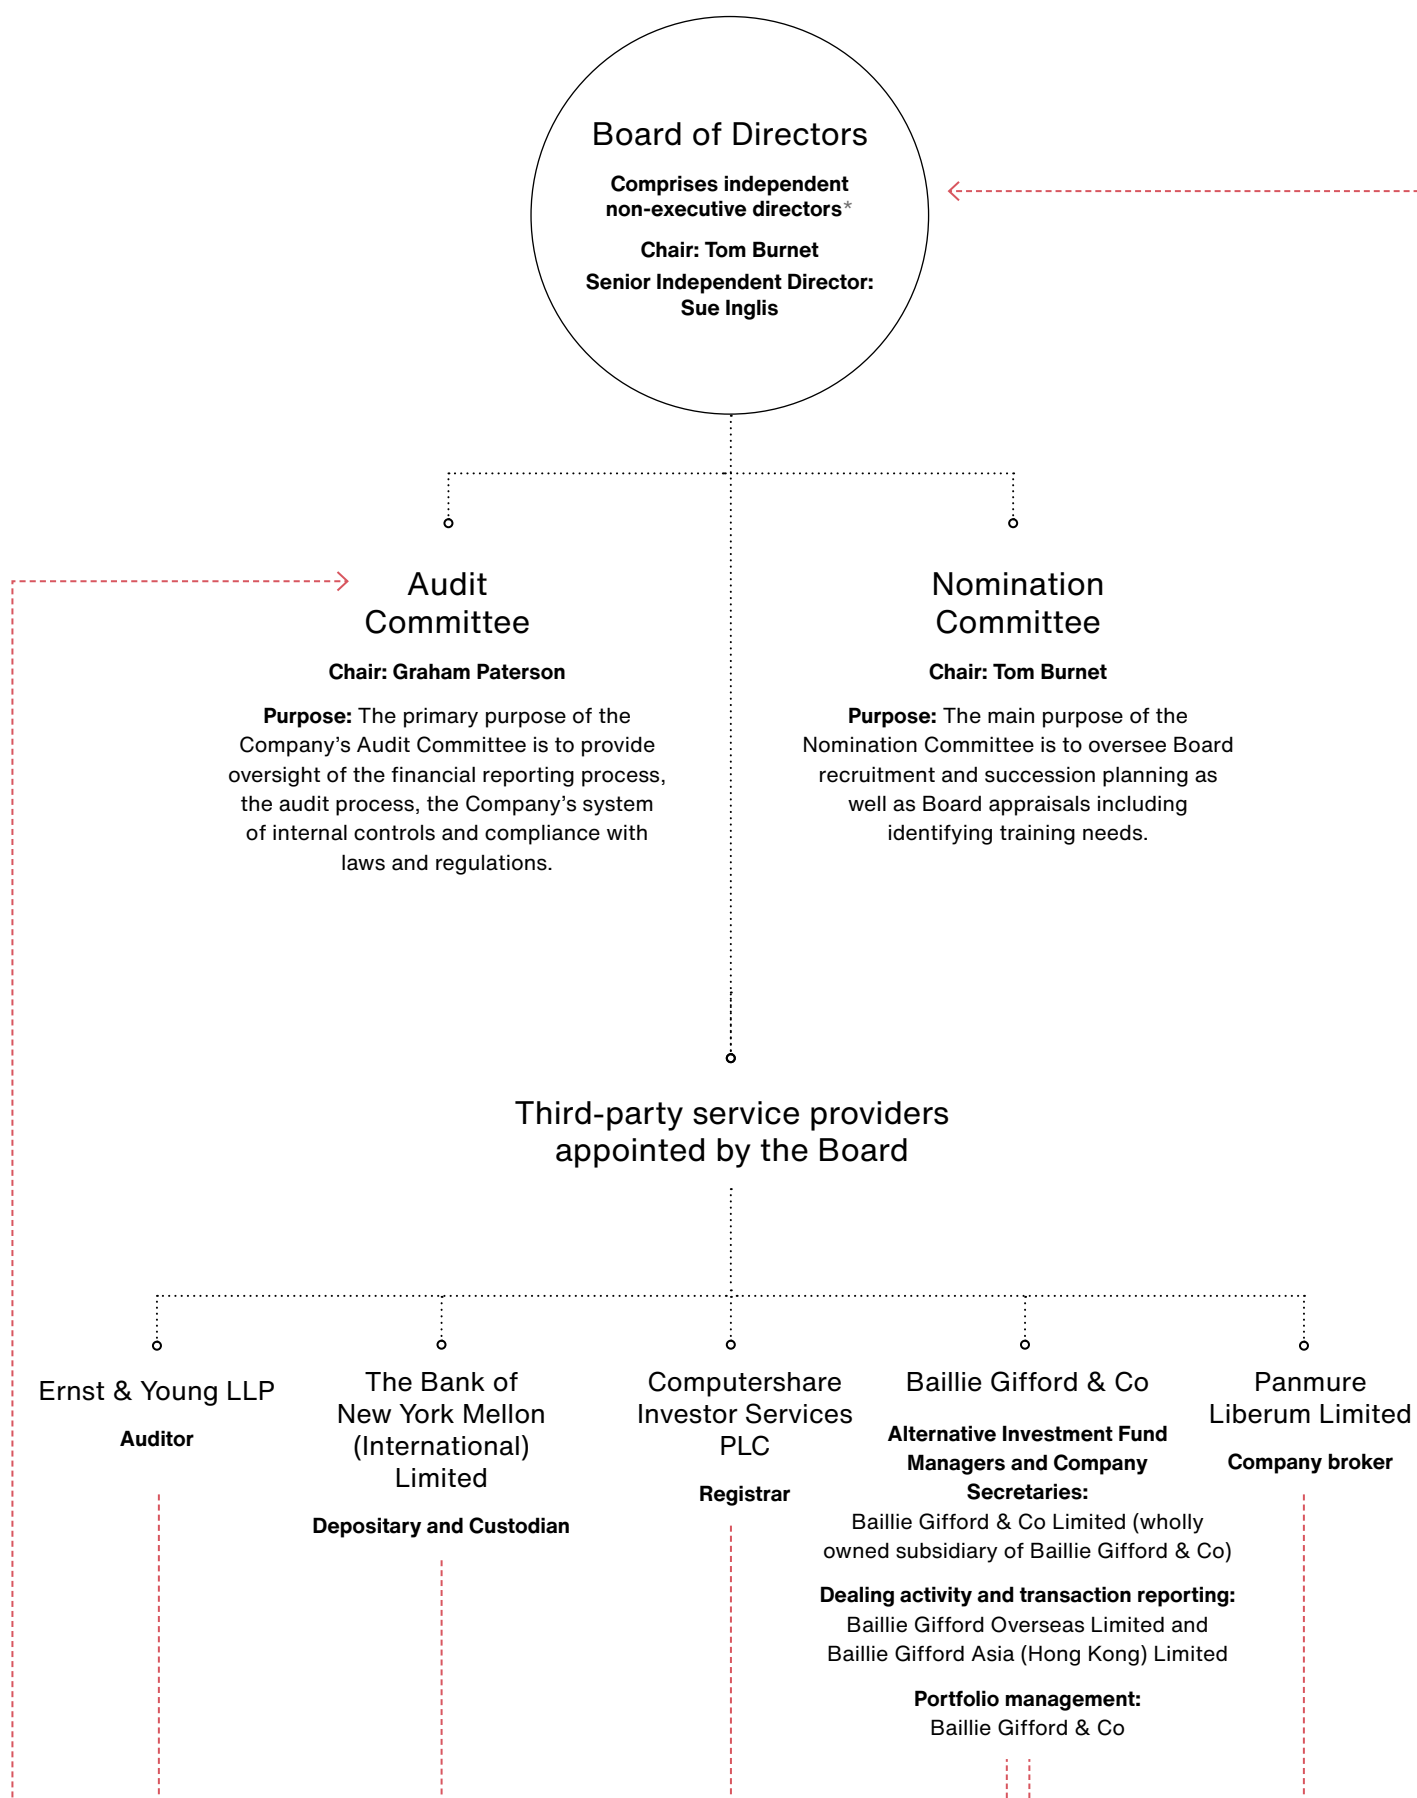 Board of Directors
Comprises independent
non-executive directors*
Chair: Tom Burnet
Senior Independent Director:
Sue Inglis
Audit
Committee
Chair: Graham Paterson
Purpose: The primary purpose of the
Company’s Audit Committee is to provide
oversight of the financial reporting process,
the audit process, the Company’s system
of internal controls and compliance with
laws and regulations.
Nomination
Committee
Chair: Tom Burnet
Purpose: The main purpose of the
Nomination Committee is to oversee Board
recruitment and succession planning as
well as Board appraisals including
identifying training needs.
Third-party service providers
appointed by the Board
Ernst & Young LLP
Auditor
The Bank of
New York Mellon
(International)
Limited
Depositary and Custodian
Computershare
Investor Services
PLC
Registrar
Baillie Gifford & Co
Alternative Investment Fund
Managers and Company
Secretaries:
Baillie Gifford & Co Limited (wholly
owned subsidiary of Baillie Gifford & Co)
Dealing activity and transaction reporting:
Baillie Gifford Overseas Limited and
Baillie Gifford Asia (Hong Kong) Limited
Portfolio management:
Baillie Gifford & Co
Panmure
Liberum Limited
Company broker